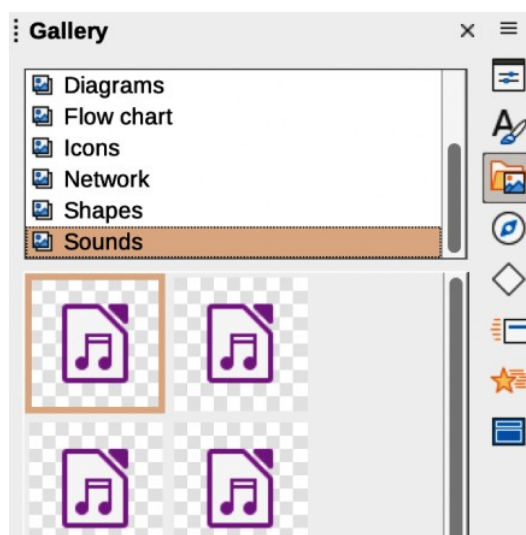 Gallery
Diagrams
Flow chart
Icons
Network
Shapes
Sounds